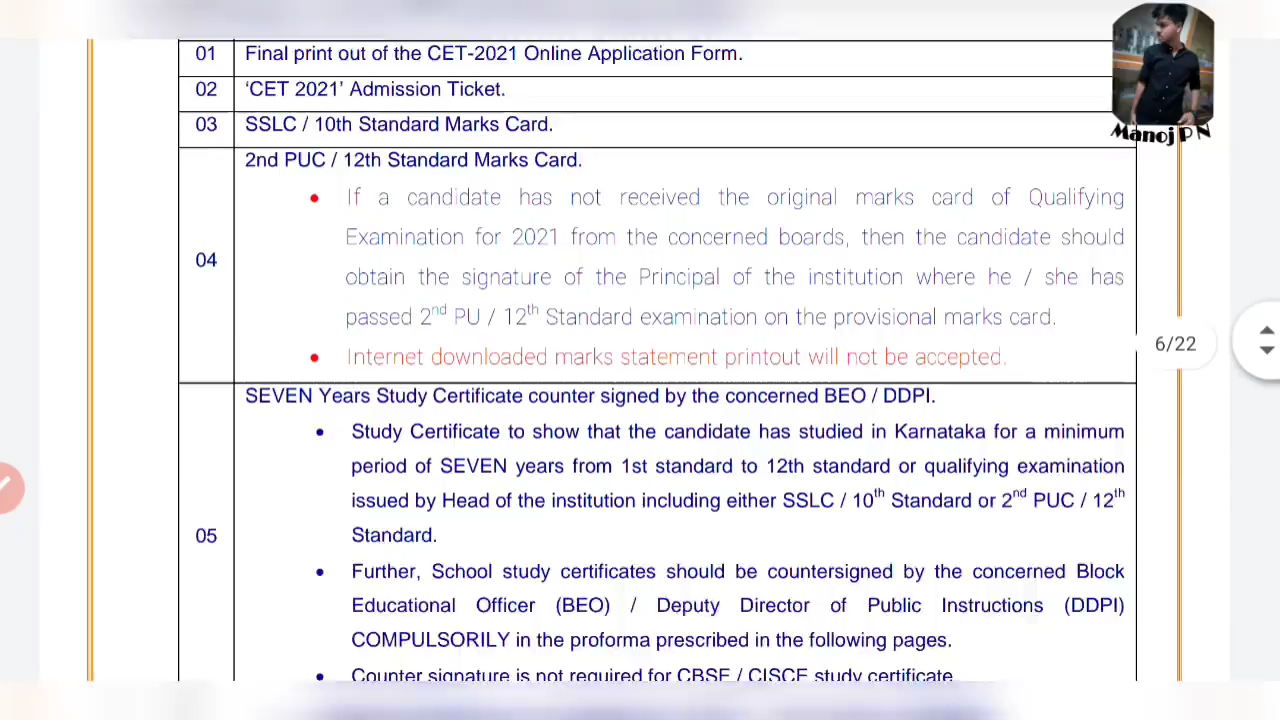 01 Final print out of the CET-2021 Online Application Form.
02 ‘CET 2021’ Admission Ticket.
03 SSLC / 10th Standard Marks Card.
Manoj P N
04 2nd PUC / 12th Standard Marks Card.
• If a candidate has not received the original marks card of Qualifying
Examination for 2021 from the concerned boards, then the candidate should
obtain the signature of the Principal of the institution where he / she has
passed 2nd PU / 12th Standard examination on the provisional marks card.
• Internet downloaded marks statement printout will not be accepted.
6/22
05 SEVEN Years Study Certificate counter signed by the concerned BEO / DDPI.
• Study Certificate to show that the candidate has studied in Karnataka for a minimum
period of SEVEN years from 1st standard to 12th standard or qualifying examination
issued by Head of the institution including either SSLC / 10th Standard or 2nd PUC / 12th
Standard.
• Further, School study certificates should be countersigned by the concerned Block
Educational Officer (BEO) / Deputy Director of Public Instructions (DDPI)
COMPULSORILY in the proforma prescribed in the following pages.
• Counter signature is not required for CBSE / CISCE study certificate.